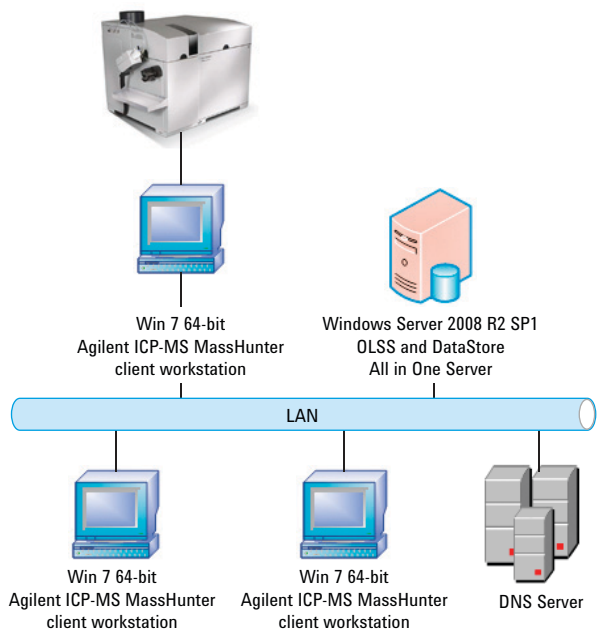 Win 7 64-bit
Agilent ICP-MS MassHunter
client workstation
Windows Server 2008 R2 SP1
OLSS and DataStore
All in One Server
LAN
Win 7 64-bit
Agilent ICP-MS MassHunter
client workstation
Win 7 64-bit
Agilent ICP-MS MassHunter
client workstation
DNS Server